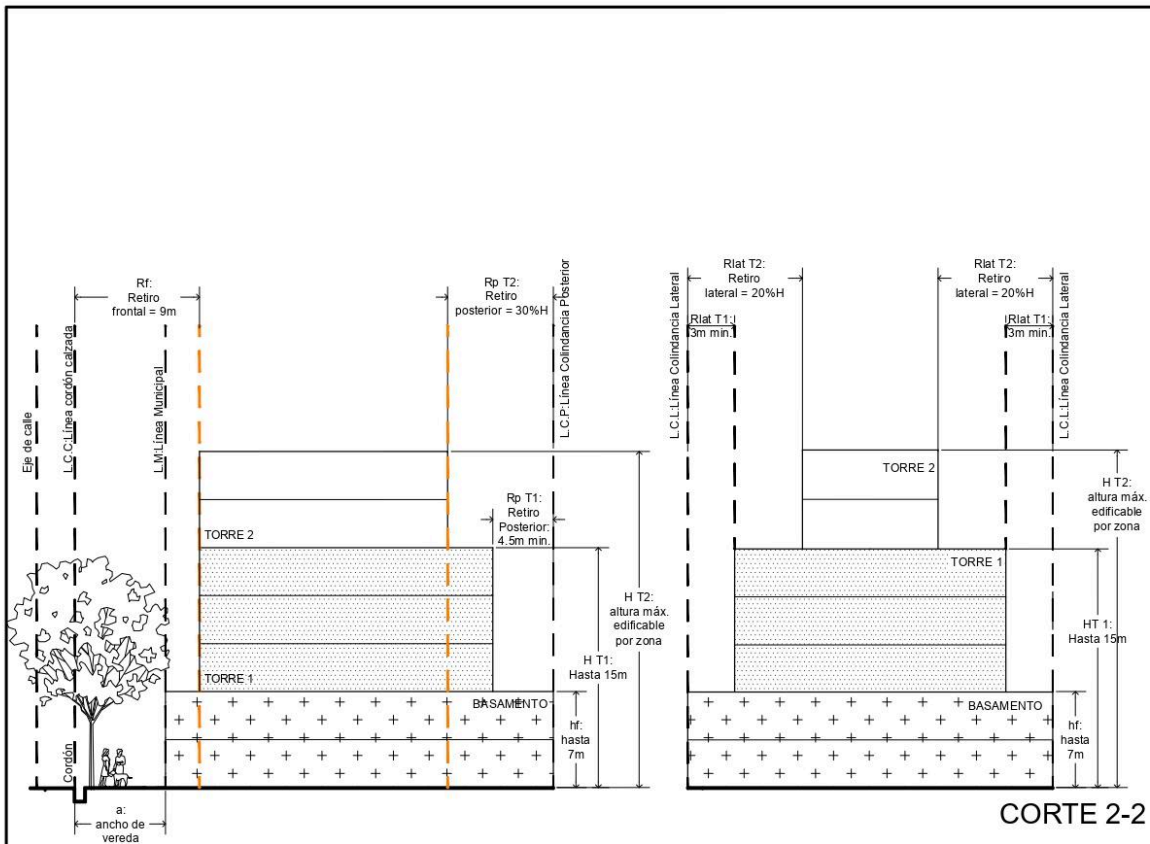 Rf:
Retiro
frontal = 9m
Rp T2:
Retiro
posterior = 30%H
Eje de calle
L.C.C:Línea cordón calzada
L.M:Línea Municipal
L.C.P:Línea Colindancia Posterior
Rp T1:
Retiro
Posterior:
4.5m min.
TORRE 2
TORRE 1
BASAMENTO
H T2:
altura máx.
edificable
por zona
H T1:
Hasta 15m
hf:
hasta
7m
Cordón
a:
ancho de
vereda
Rlat T2:
Retiro
lateral = 20%H
Rlat T2:
Retiro
lateral = 20%H
Rlat T1:
3m min.
Rlat T1:
3m min.
L.C.L:Línea Colindancia Lateral
L.C.L:Línea Colindancia Lateral
TORRE 2
TORRE 1
BASAMENTO
H T2:
altura máx.
edificable
por zona
HT 1:
Hasta 15m
hf:
hasta
7m
CORTE 2-2